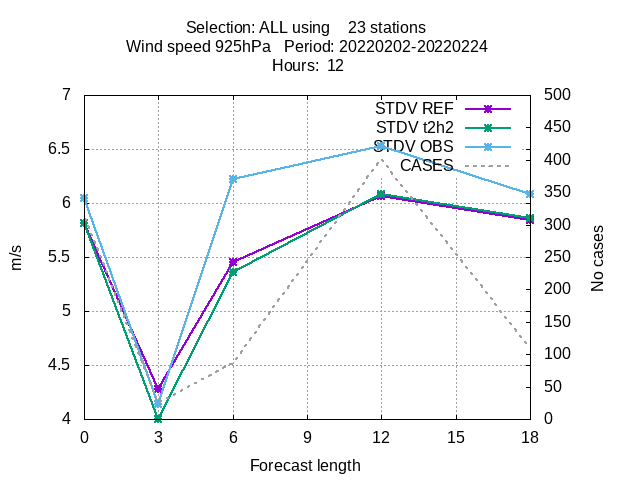 Selection: ALL using 23 stations
Wind speed 925hPa Period: 20220202-20220224
Hours: 12
7
6.5
6
5.5
5
4.5
4
m/s
STDV REF
STDV t2h2
STDV OBS
CASES
500
450
400
350
300
250
200
150
100
50
0
No cases
0 3 6 9 12 15 18
Forecast length